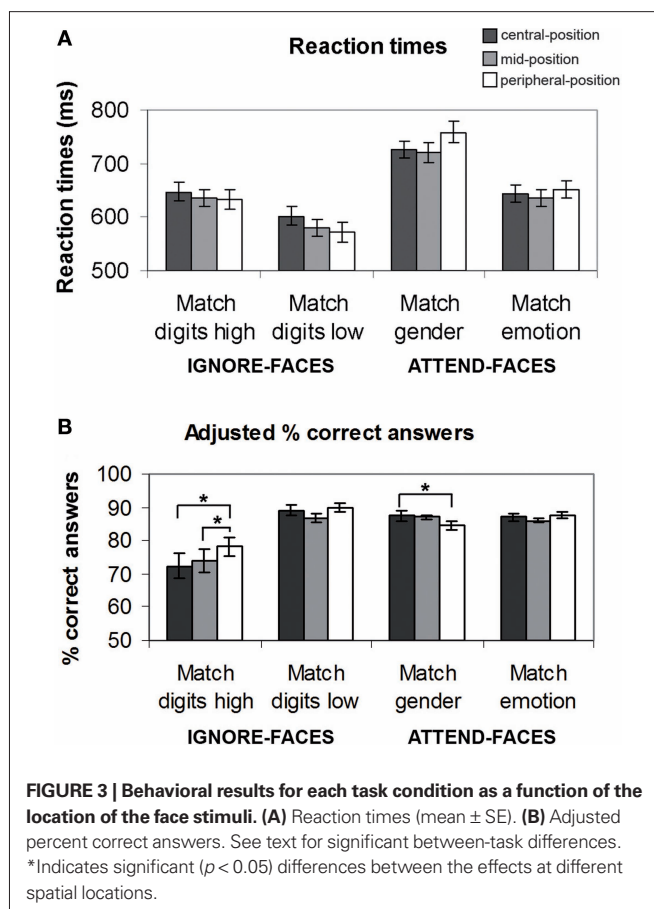 A
Reaction times
central-position
mid-position
peripheral-position
Reaction times (ms)
800
700
600
500
Match digits high
Match digits low
Match gender
Match emotion
IGNORE-FACES
ATTEND-FACES
B
Adjusted % correct answers
% correct answers
100
90
80
70
60
50
*
*
*
Match digits high
Match digits low
Match gender
Match emotion
IGNORE-FACES
ATTEND-FACES
FIGURE 3 | Behavioral results for each task condition as a function of the
location of the face stimuli. (A) Reaction times (mean ± SE). (B) Adjusted
percent correct answers. See text for significant between-task differences.
*Indicates significant (p < 0.05) differences between the effects at different
spatial locations.